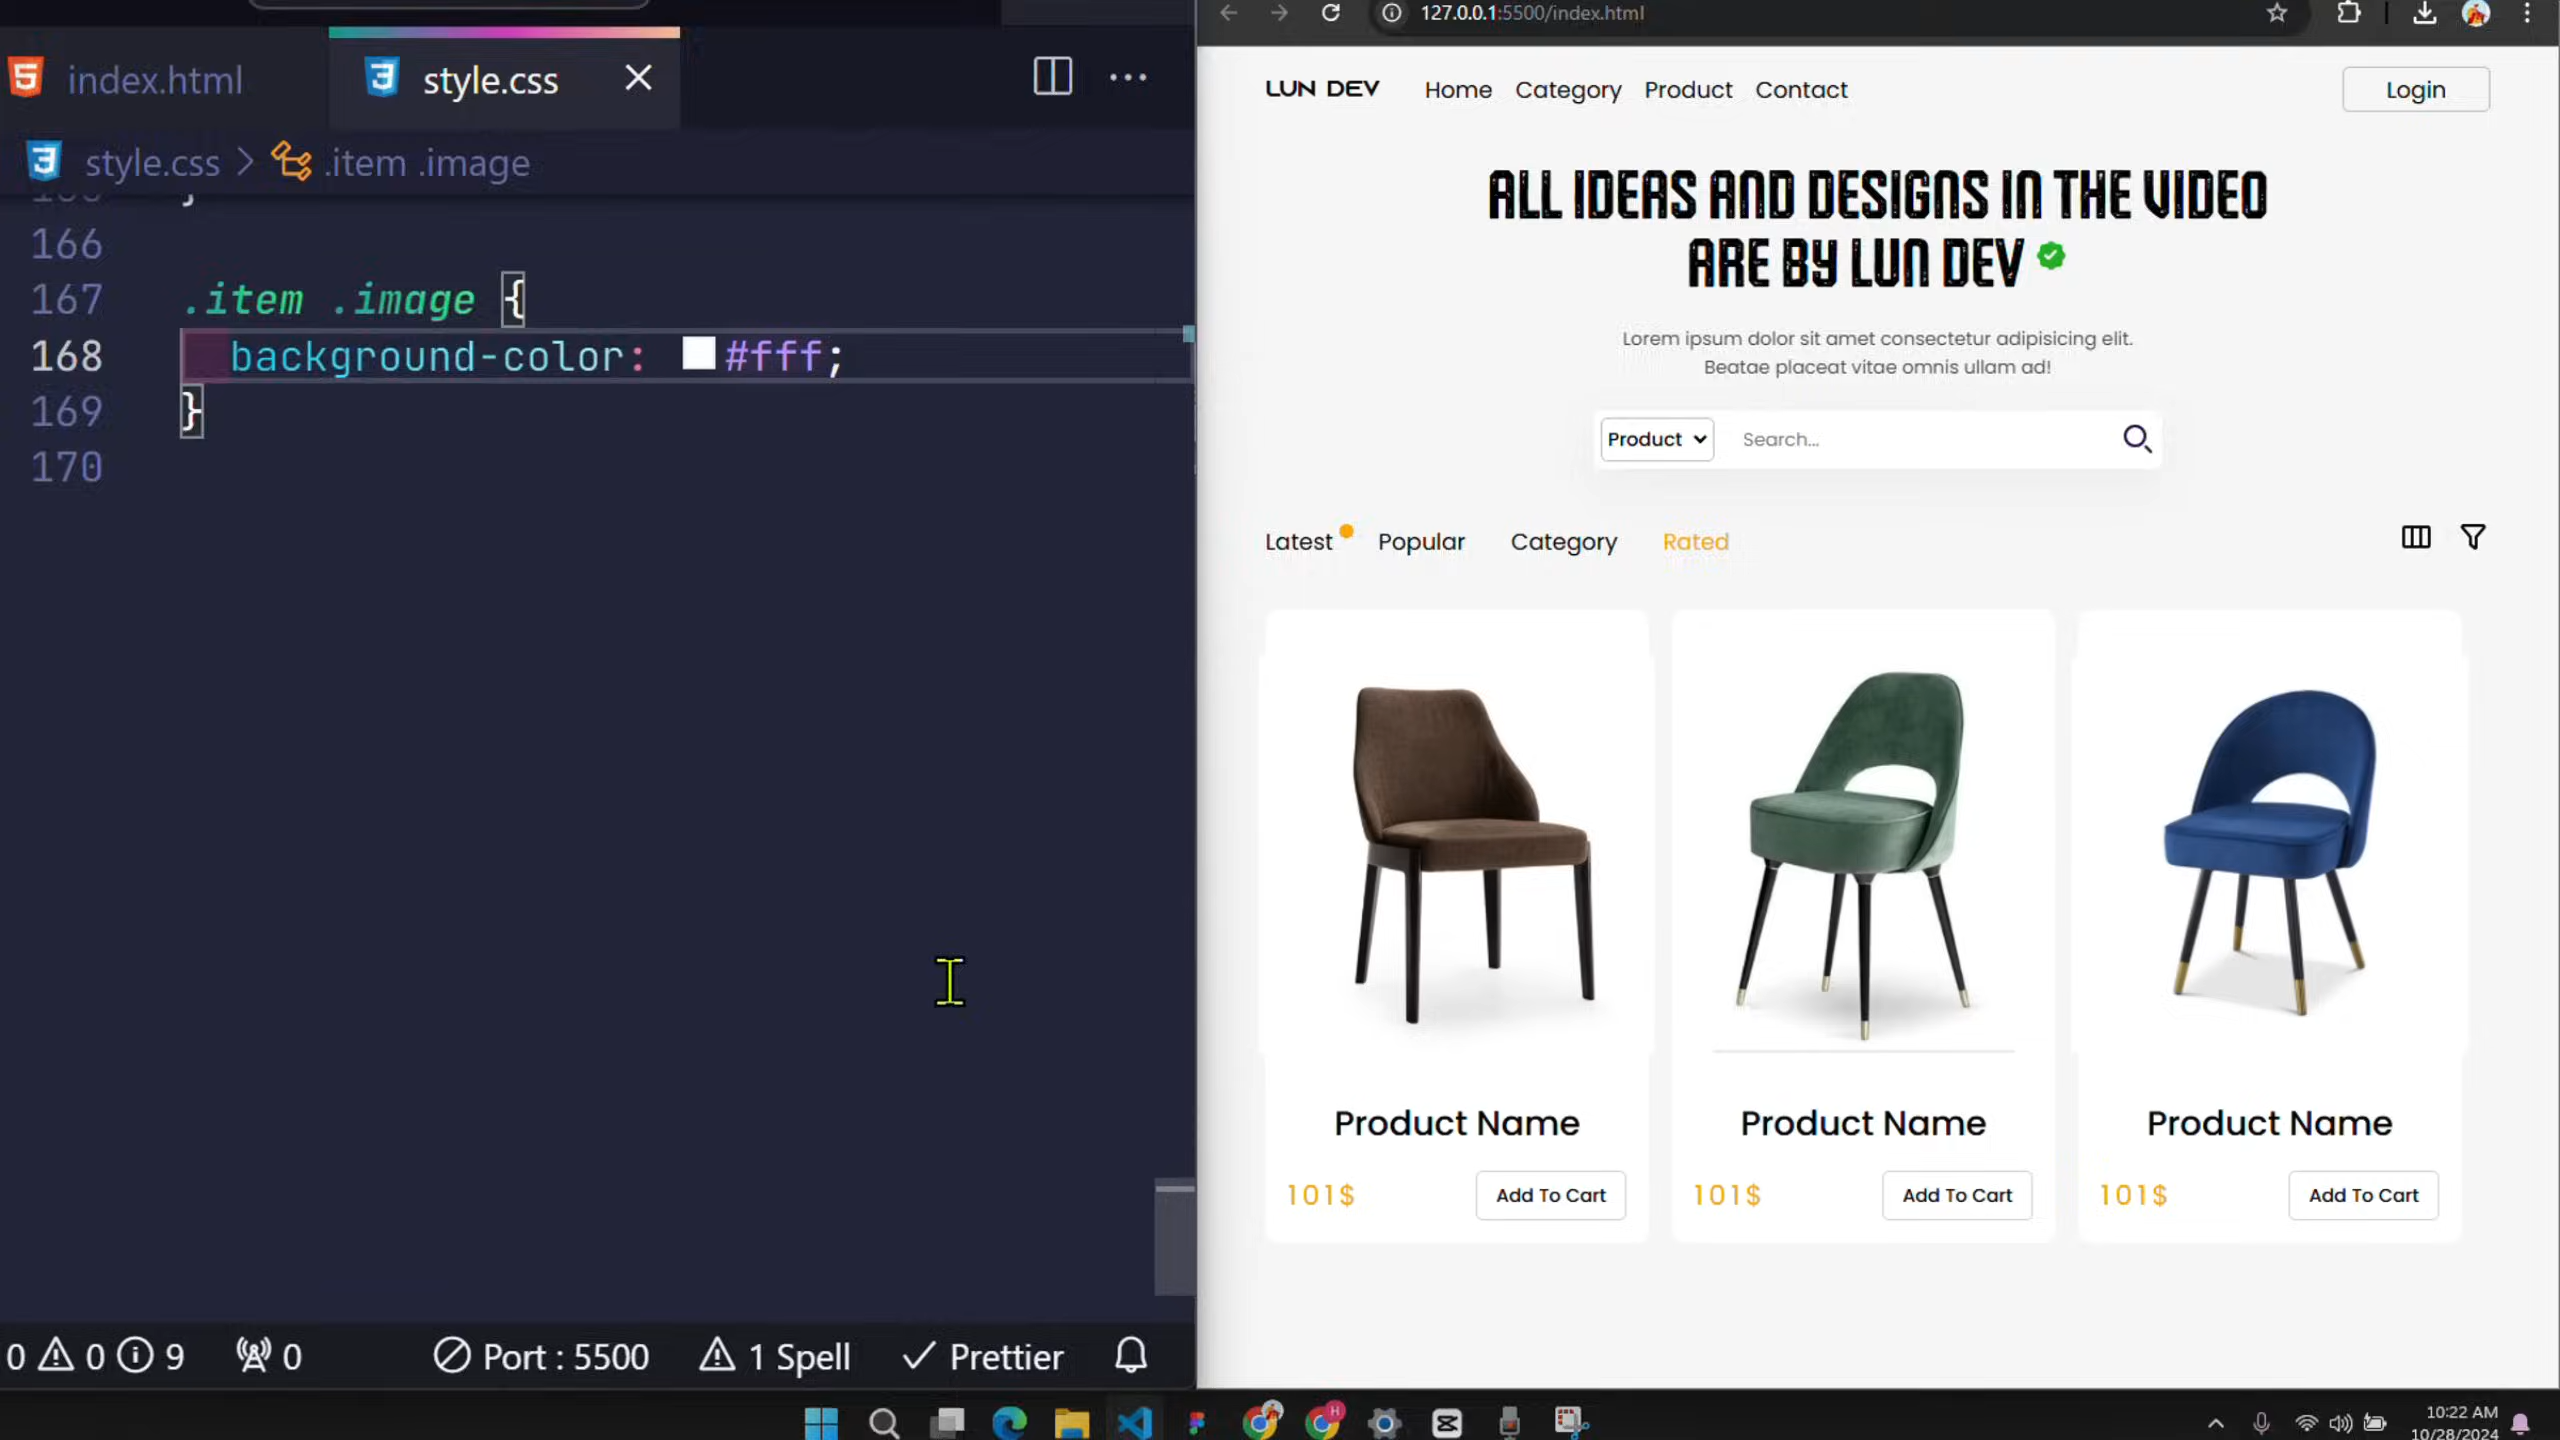 index.html
style.css
style.css > .item .image
166
167 .item .image {
168 background-color: #fff;
169 }
170
0 0 9 0 Port : 5500 1 Spell Prettier
127.0.0.1:5500/index.html
LUN DEV Home Category Product Contact Login
ALL IDEAS AND DESIGNS IN THE VIDEO
ARE BY LUN DEV
Lorem ipsum dolor sit amet consectetur adipisicing elit.
Beatae placeat vitae omnis ullam ad!
Product Search...
Latest Popular Category Rated
Product Name Product Name Product Name
101$ Add To Cart 101$ Add To Cart 101$ Add To Cart
10:22 AM
10/28/2024